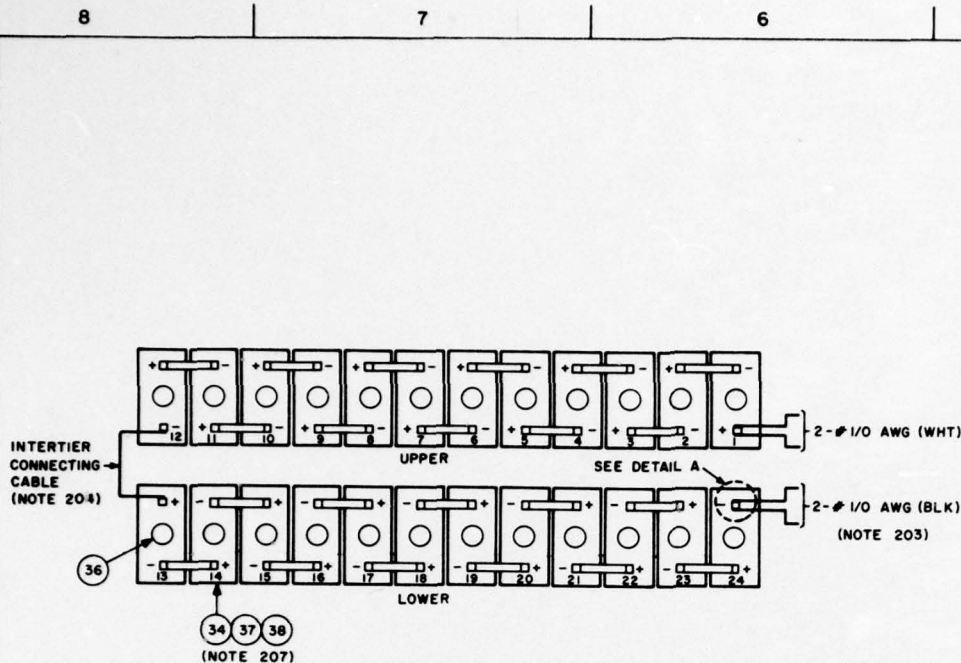 8 7 6
+ - + - + - + - + - + -
- 12 + 11 - 10 + 9 - 8 + 7 - 6 + 5 - 4 + 3 - 2 + 1
2-# 1/0 AWG (WHT)
UPPER
INTERTIER
CONNECTING
CABLE
(NOTE 204)
SEE DETAIL A
+ - + - + - + - + - + -
2-# 1/0 AWG (BLK)
(NOTE 203)
36
- 13 14 + 15 - 16 + 17 - 18 + 19 - 20 + 21 - 22 + 23 - 24 +
LOWER
34 37 38
(NOTE 207)